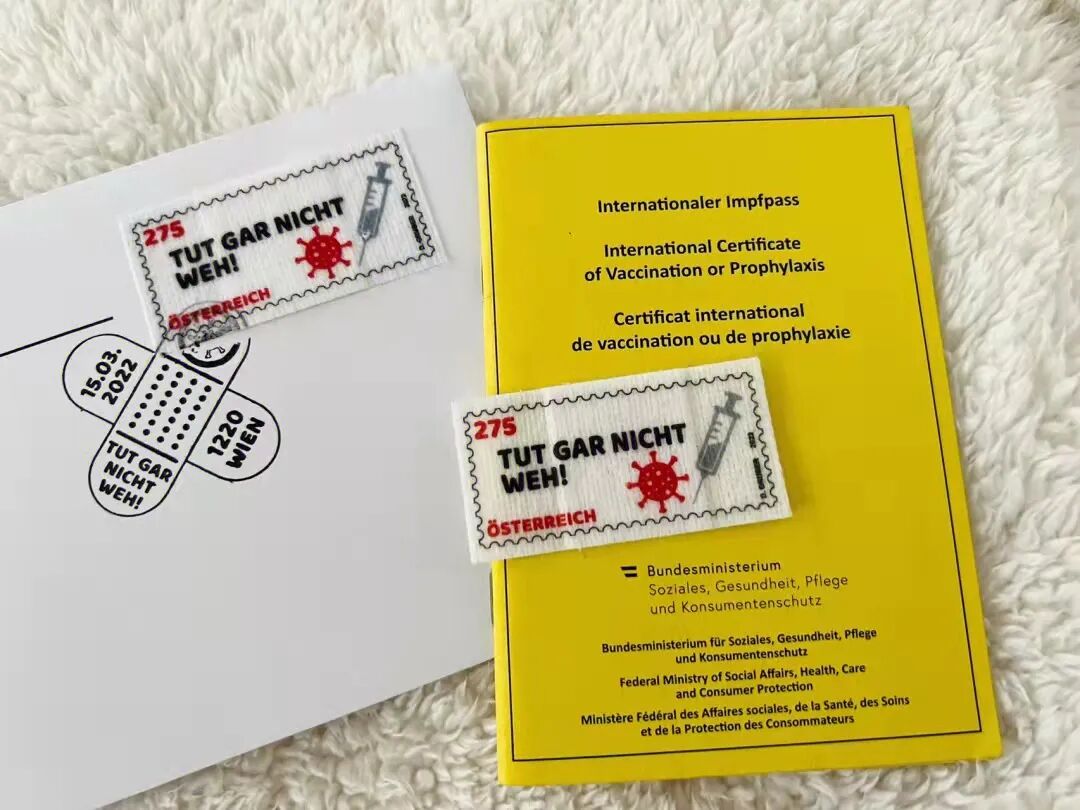 275
TUT GAR NICHT
WEH!
ÖSTERREICH
15.03.
2022
1220
WIEN
TUT GAR
NICHT
WEH!
Internationaler Impfpass
International Certificate
of Vaccination or Prophylaxis
Certificat international
de vaccination ou de prophylaxie
275
TUT GAR NICHT
WEH!
ÖSTERREICH
2022
Bundesministerium
Soziales, Gesundheit, Pflege
und Konsumentenschutz
Bundesministerium für Soziales, Gesundheit, Pflege
und Konsumentenschutz
Federal Ministry of Social Affairs, Health, Care
and Consumer Protection
Ministère Fédéral des Affaires sociales, de la Santé, des Soins
et de la Protection des Consommateurs